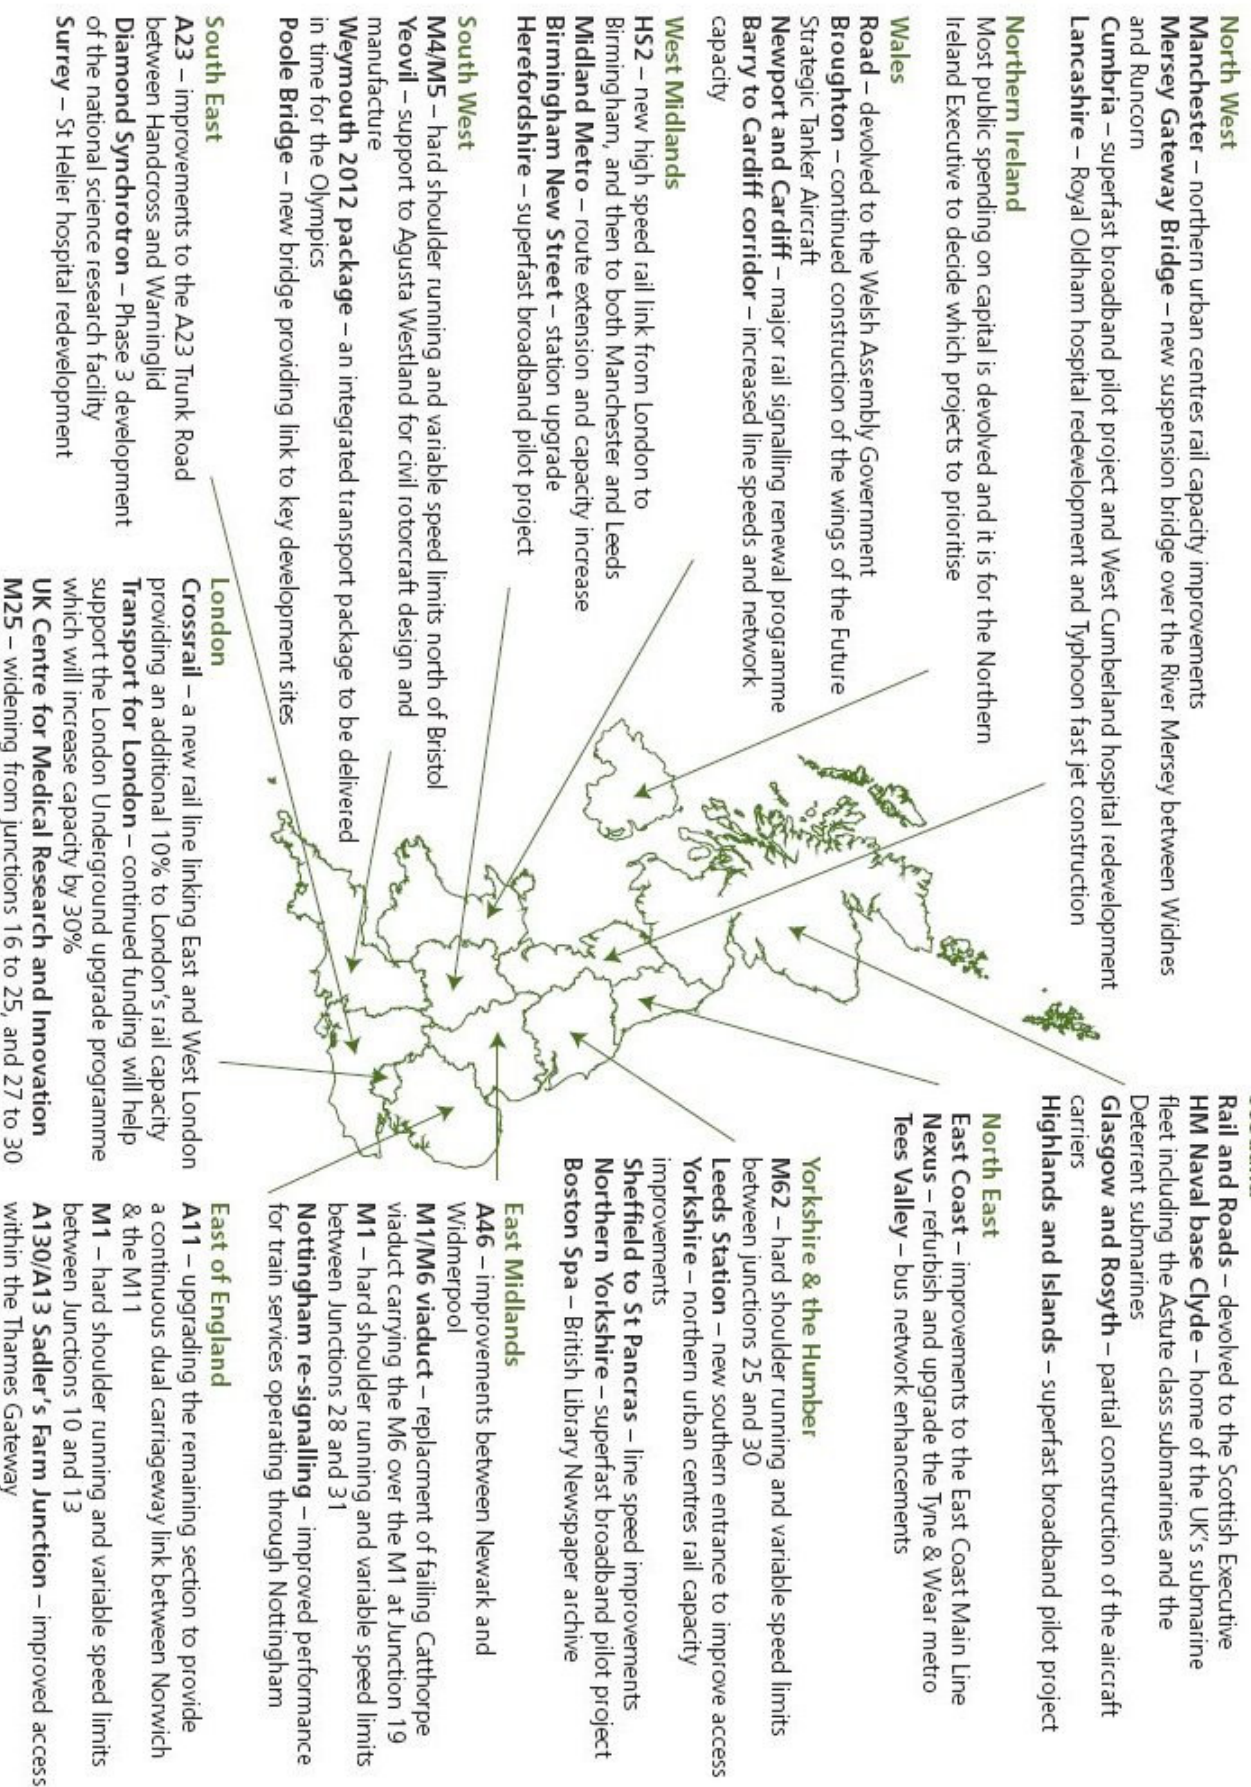 North West
Manchester – northern urban centres rail capacity improvements
Mersey Gateway Bridge – new suspension bridge over the River Mersey between Widnes
and Runcorn
Cumbria – superfast broadband pilot project and West Cumberland hospital redevelopment
Lancashire – Royal Oldham hospital redevelopment and Typhoon fast jet construction
Northern Ireland
Most public spending on capital is devolved and it is for the Northern
Ireland Executive to decide which projects to prioritise
Wales
Road – devolved to the Welsh Assembly Government
Broughton – continued construction of the wings of the Future
Strategic Tanker Aircraft
Newport and Cardiff – major rail signalling renewal programme
Barry to Cardiff corridor – increased line speeds and network
capacity
West Midlands
HS2 – new high speed rail link from London to
Birmingham, and then to both Manchester and Leeds
Midland Metro – route extension and capacity increase
Birmingham New Street – station upgrade
Herefordshire – superfast broadband pilot project
South West
M4/M5 – hard shoulder running and variable speed limits north of Bristol
Yeovil – support to Agusta Westland for civil rotorcraft design and
manufacture
Weymouth 2012 package – an integrated transport package to be delivered
in time for the Olympics
Poole Bridge – new bridge providing link to key development sites
South East
A23 – improvements to the A23 Trunk Road
between Handcross and Warninglid
Diamond Synchrotron – Phase 3 development
of the national science research facility
Surrey – St Helier hospital redevelopment
London
Crossrail – a new rail line linking East and West London
providing an additional 10% to London's rail capacity
Transport for London – continued funding will help
support the London Underground upgrade programme
which will increase capacity by 30%
UK Centre for Medical Research and Innovation
M25 – widening from junctions 16 to 25, and 27 to 30
Rail and Roads – devolved to the Scottish Executive
HM Naval base Clyde – home of the UK's submarine
fleet including the Astute class submarines and the
Deterrent submarines
Glasgow and Rosyth – partial construction of the aircraft
carriers
Highlands and Islands – superfast broadband pilot project
North East
East Coast – improvements to the East Coast Main Line
Nexus – refurbish and upgrade the Tyne & Wear metro
Tees Valley – bus network enhancements
Yorkshire & the Humber
M62 – hard shoulder running and variable speed limits
between junctions 25 and 30
Leeds Station – new southern entrance to improve access
Yorkshire – northern urban centres rail capacity
improvements
Sheffield to St Pancras – line speed improvements
Northern Yorkshire – superfast broadband pilot project
Boston Spa – British Library Newspaper archive
East Midlands
A46 – improvements between Newark and
Widmerpool
M1/M6 viaduct – replacment of failing Catthorpe
viaduct carrying the M6 over the M1 at Junction 19
M1 – hard shoulder running and variable speed limits
between Junctions 28 and 31
Nottingham re-signalling – improved performance
for train services operating through Nottingham
East of England
A11 – upgrading the remaining section to provide
a continuous dual carriageway link between Norwich
& the M11
M1 – hard shoulder running and variable speed limits
between Junctions 10 and 13
A130/A13 Sadler's Farm Junction – improved access
within the Thames Gateway